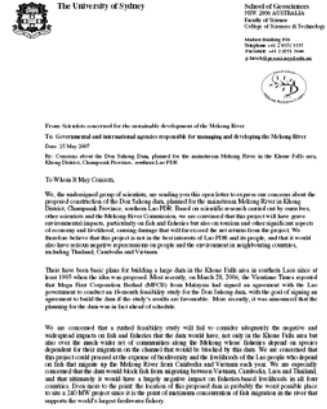 The University of Sydney
School of Geosciences
NSW 2006 AUSTRALIA
Faculty of Science
College of Sciences & Technology
Madsen Building F09
From: Scientists concerned for the sustainable development of the Mekong River
To: Governmental and international agencies responsible for managing and developing the Mekong River
Date: 25 May 2007
Re: Concerns about the Don Sahong Dam, planned for the mainstream Mekong River in the Khone Falls area,
Champasak Province, southern Lao PDR
To Whom It May Concern,
We, the undersigned group of scientists, are sending you this open letter to express our concerns about the
proposed construction of the Don Sahong Dam, planned for the mainstream Mekong River in Khong
District, Champasak Province, southern Lao PDR. Based on scientific research carried out by ourselves,
other scientists and the Mekong River Commission, we are convinced that this project will have grave
environmental impacts, particularly on fish and fisheries but also on tourism and other significant aspects
of economy and livelihood, causing damage that will far exceed the net returns from the project. We
therefore believe that this project is not in the best interests of Lao PDR and its people, and that it would
also have serious negative repercussions on people and the environment in neighbouring countries,
including Thailand, Cambodia and Vietnam.
There have been basic plans for building a large dam in the Khone Falls area in southern Laos since at
least 1997 when the idea was proposed. Most recently, on March 28, 2006, the Vientiane Times reported
that Mega First Corporation Berhad (MFCB) from Malaysia had signed an agreement with the Lao
government to conduct an 18-month feasibility study for the Don Sahong dam, with the goal of signing an
agreement to build the dam if the study's results are favourable. Most recently, it was announced that the
planning for the dam was in fact ahead of schedule.
We are concerned that a rushed feasibility study will fail to consider adequately the negative and
widespread impacts on fish and fisheries that the dam would have, not only in the Khone Falls area but
also over the much wider set of communities along the Mekong whose fisheries depend on species
dependent for their migration on the channel that would be blocked by this dam. We are concerned that
this project could proceed at the expense of biodiversity and the livelihoods of the Lao people who depend
on fish that migrate up the Mekong River from Cambodia and Vietnam each year. We are especially
concerned that the dam would block fish from migrating between Vietnam, Cambodia, Laos and Thailand,
and that ultimately it would have a largely negative impact on fisheries-based livelihoods in all four
countries. Even more to the point the location of this proposed dam is probably the worst possible place
to site a 240 MW project since it is the point of maximum concentration of fish migration in the river that
supports the world's largest freshwater fishery.